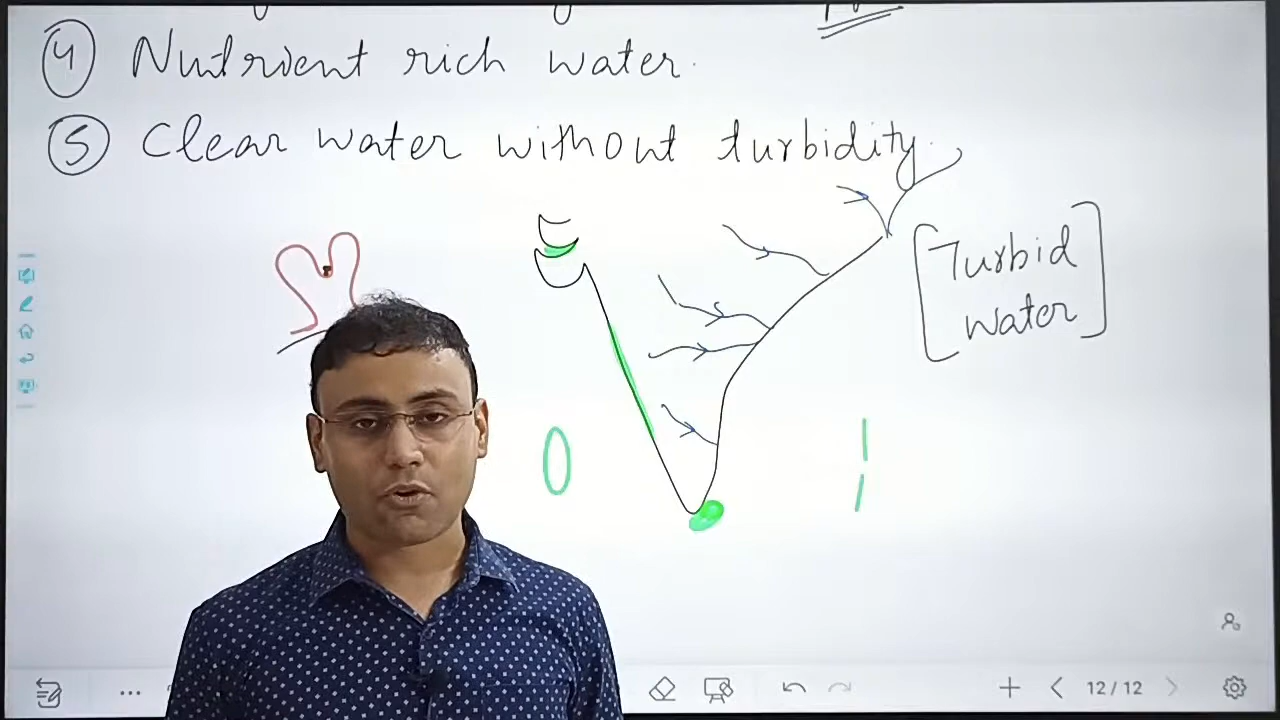 ④ Nutrient rich water.
⑤ Clear water without turbidity.
[Turbid
water]
0
12/12